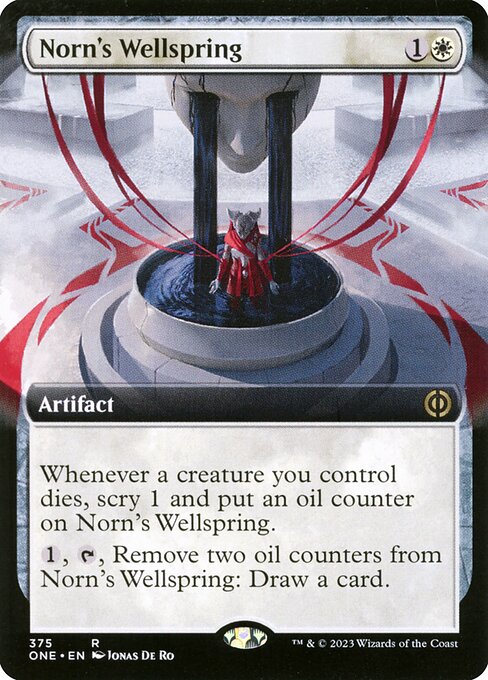 Norn's Wellspring 1
Artifact
Whenever a creature you control
dies, scry 1 and put an oil counter
on Norn's Wellspring.
1, , Remove two oil counters from
Norn's Wellspring: Draw a card.
375 R
ONE • EN Jonas De Ro
™ & © 2023 Wizards of the Coast